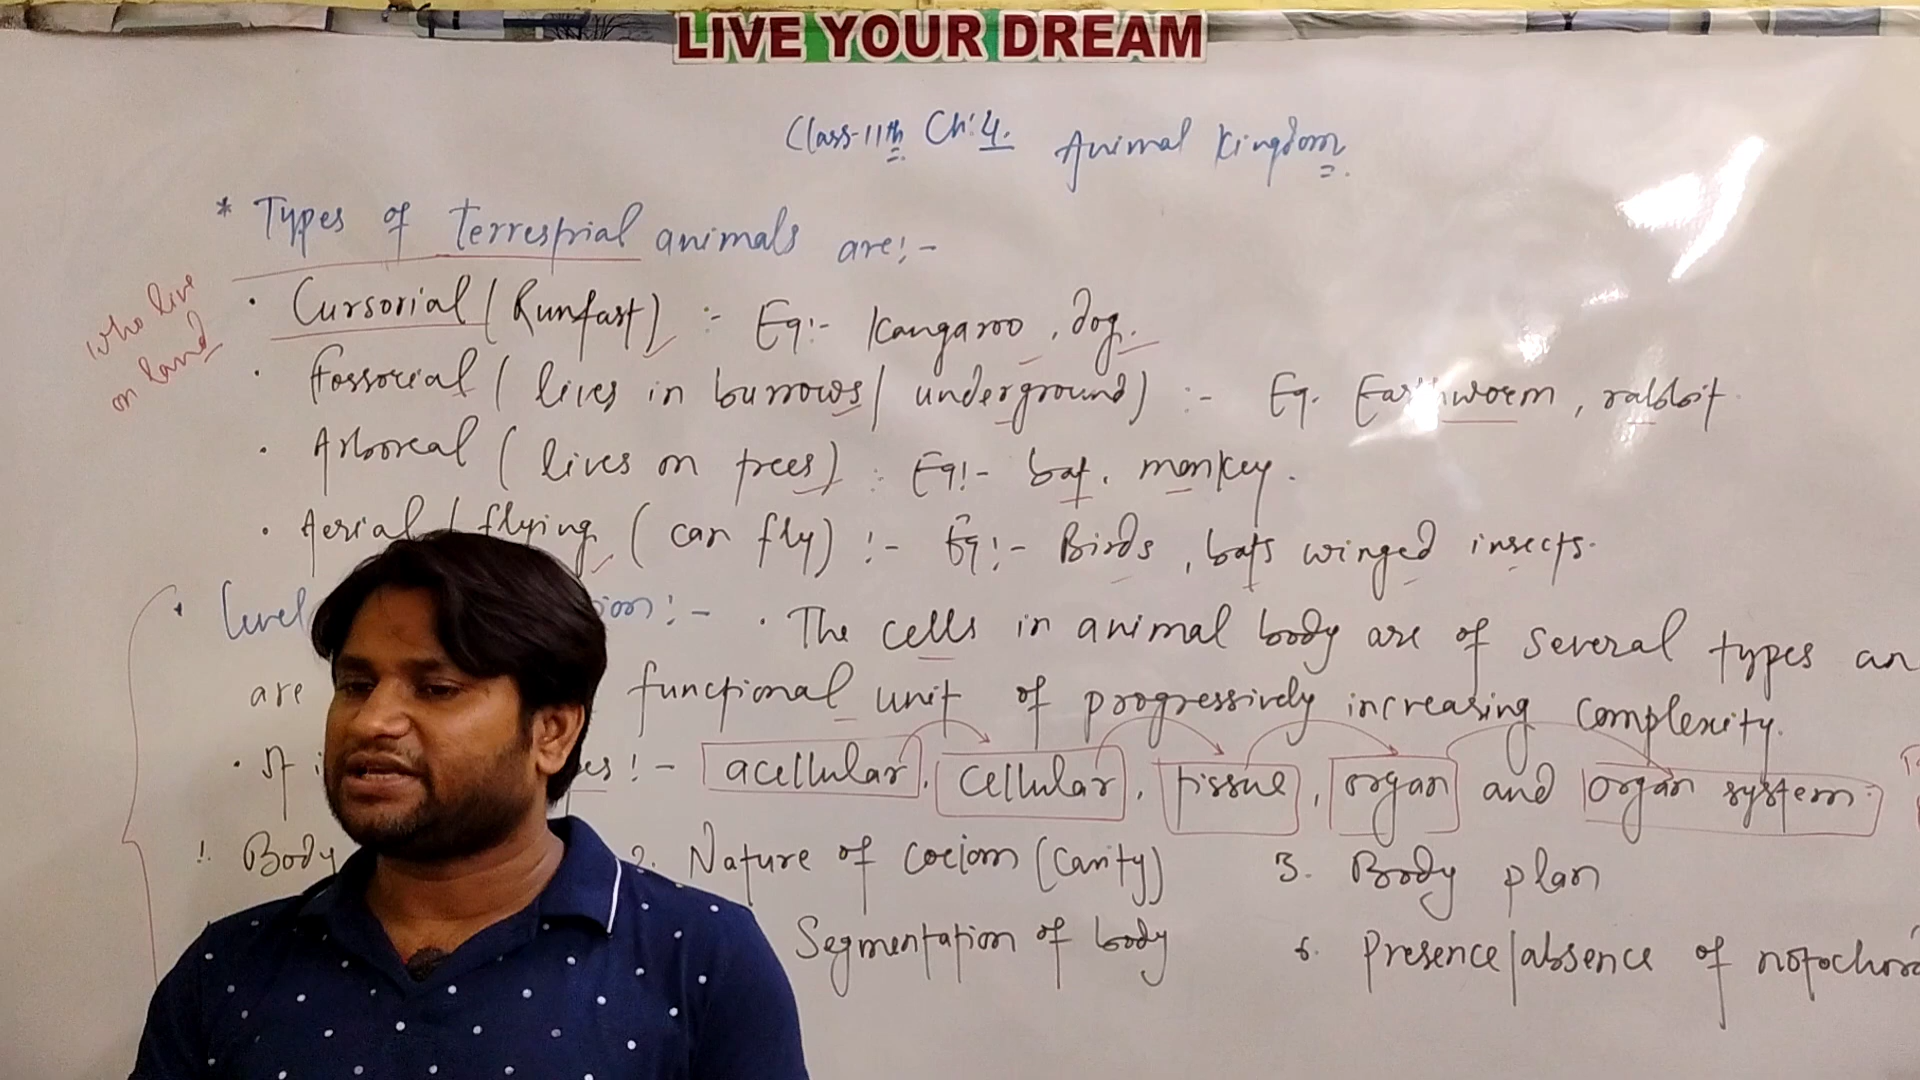 LIVE YOUR DREAM
Class-11th Ch:4. Animal Kingdom
* Types of terrestrial animals are:-
who live
on land
· Cursorial (Runfast) :- Eg:- Kangaroo, dog.
· fossorial (lives in burrows/underground) :- Eg. Earthworm, rabbit.
· Arboreal (lives on trees) : Eg:- bat, monkey.
· Aerial / flying (can fly) :- Eg:- Birds, bats winged insects.
* level :- · The cells in animal body are of several types an
are functional unit of progressively increasing complexity.
· It :- acellular, cellular, tissue, organ and organ system.
1. Body 2. Nature of coelom (Cavity) 3. Body plan
Segmentation of body 6. Presence/absence of notochord